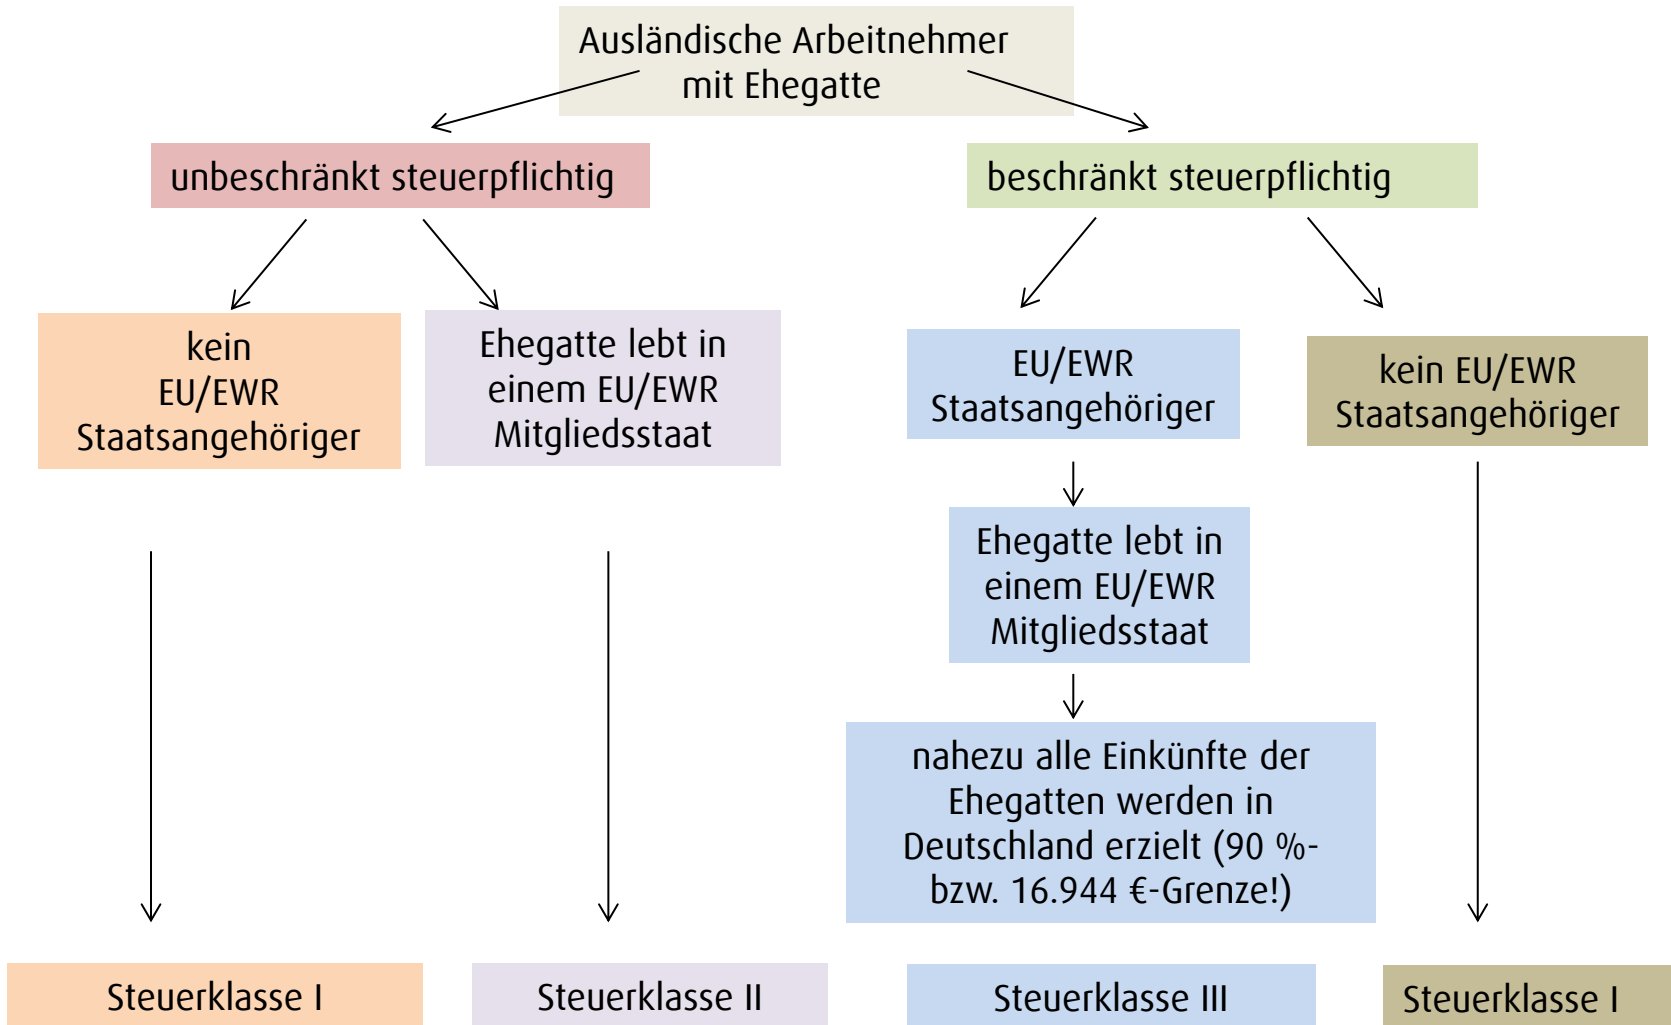 Ausländische Arbeitnehmer
mit Ehegatte
unbeschränkt steuerpflichtig
beschränkt steuerpflichtig
kein
EU/EWR
Staatsangehöriger
Ehegatte lebt in
einem EU/EWR
Mitgliedsstaat
EU/EWR
Staatsangehöriger
kein EU/EWR
Staatsangehöriger
Ehegatte lebt in
einem EU/EWR
Mitgliedsstaat
nahezu alle Einkünfte der
Ehegatten werden in
Deutschland erzielt (90 %-
bzw. 16.944 €-Grenze!)
Steuerklasse I
Steuerklasse II
Steuerklasse III
Steuerklasse I